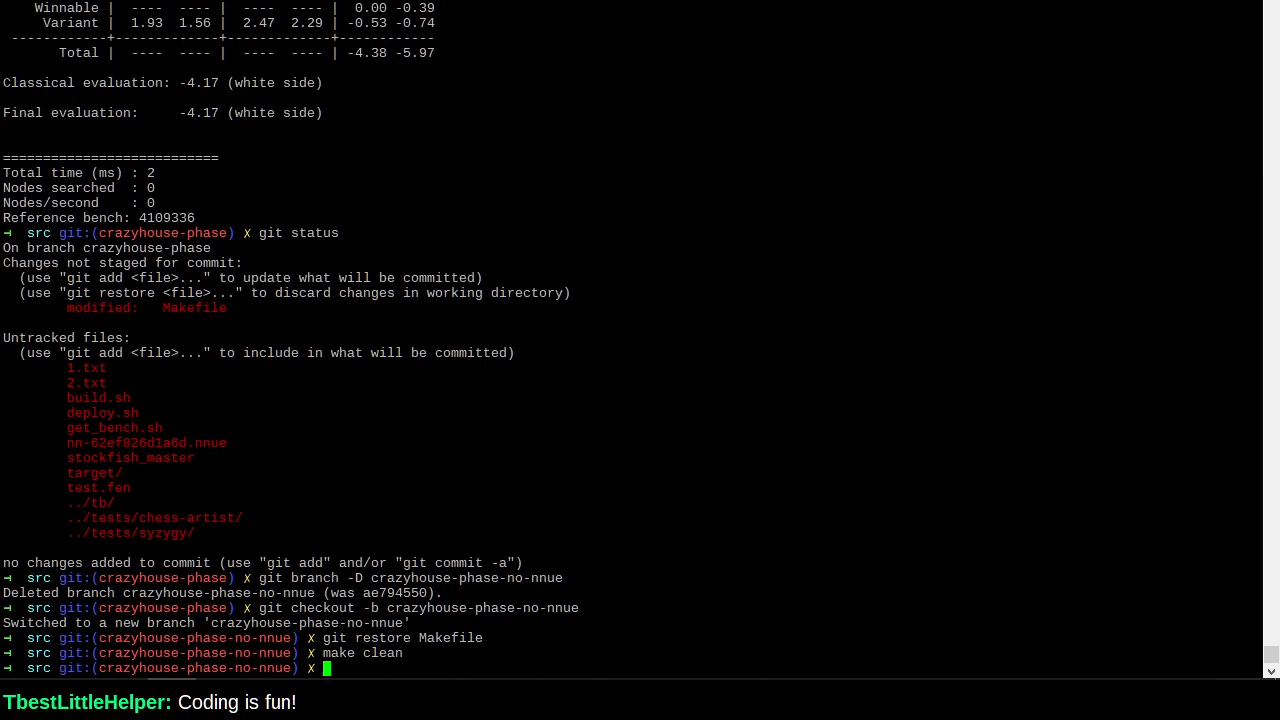 Winnable |  ----  ---- |  ----  ---- |  0.00 -0.39
Variant |  1.93  1.56 |  2.47  2.29 | -0.53 -0.74
------------+-------------+-------------+------------
Total |  ----  ---- |  ----  ---- | -4.38 -5.97
Classical evaluation: -4.17 (white side)
Final evaluation:     -4.17 (white side)
===========================
Total time (ms) : 2
Nodes searched  : 0
Nodes/second    : 0
Reference bench: 4109336
src git:(crazyhouse-phase) ✗ git status
On branch crazyhouse-phase
Changes not staged for commit:
(use "git add <file>..." to update what will be committed)
(use "git restore <file>..." to discard changes in working directory)
modified:   Makefile
Untracked files:
(use "git add <file>..." to include in what will be committed)
1.txt
2.txt
build.sh
deploy.sh
get_bench.sh
nn-62ef826d1a6d.nnue
stockfish_master
target/
test.fen
../tb/
../tests/chess-artist/
../tests/syzygy/
no changes added to commit (use "git add" and/or "git commit -a")
src git:(crazyhouse-phase) ✗ git branch -D crazyhouse-phase-no-nnue
Deleted branch crazyhouse-phase-no-nnue (was ae794550).
src git:(crazyhouse-phase) ✗ git checkout -b crazyhouse-phase-no-nnue
Switched to a new branch 'crazyhouse-phase-no-nnue'
src git:(crazyhouse-phase-no-nnue) ✗ git restore Makefile
src git:(crazyhouse-phase-no-nnue) ✗ make clean
src git:(crazyhouse-phase-no-nnue) ✗
TbestLittleHelper: Coding is fun!